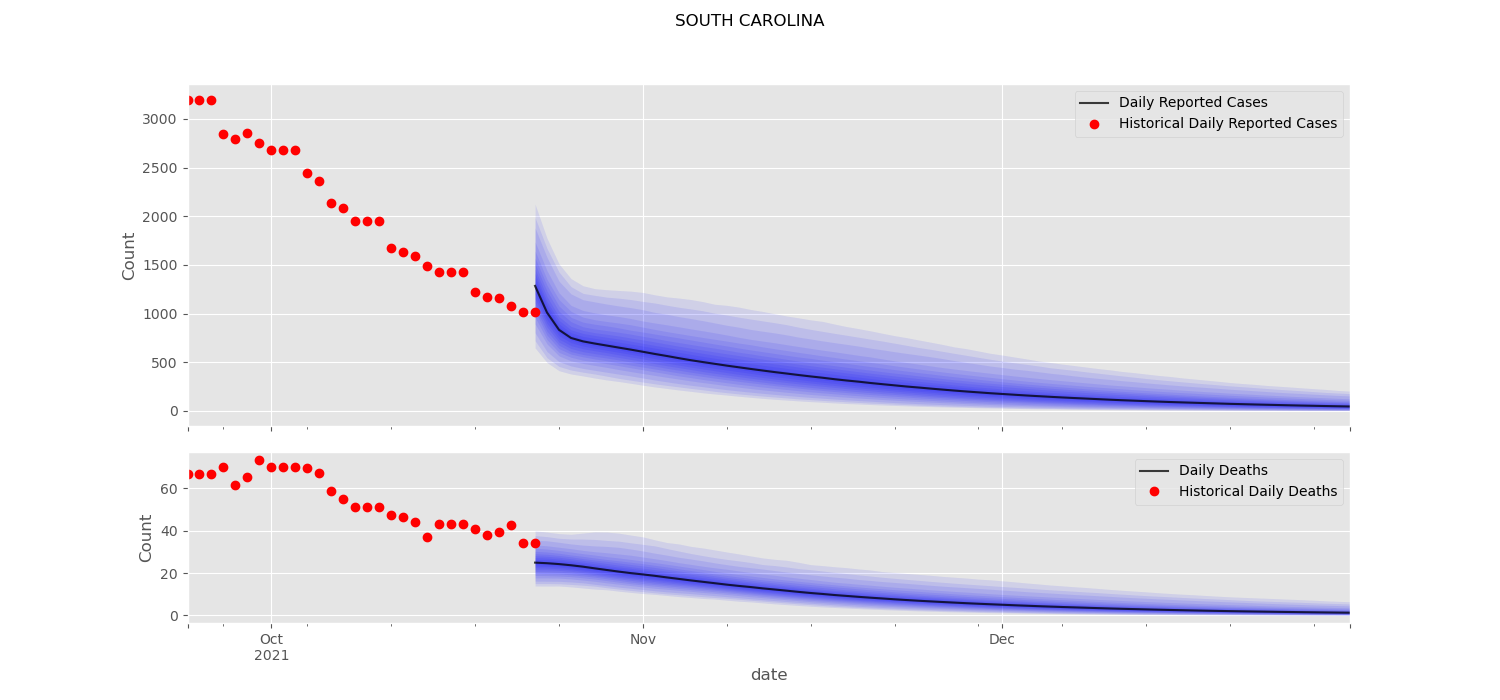 SOUTH CAROLINA
Daily Reported Cases
Historical Daily Reported Cases
3000
2500
2000
1500
1000
500
0
Count
Daily Deaths
Historical Daily Deaths
60
40
20
0
Count
Oct
2021
Nov
Dec
date